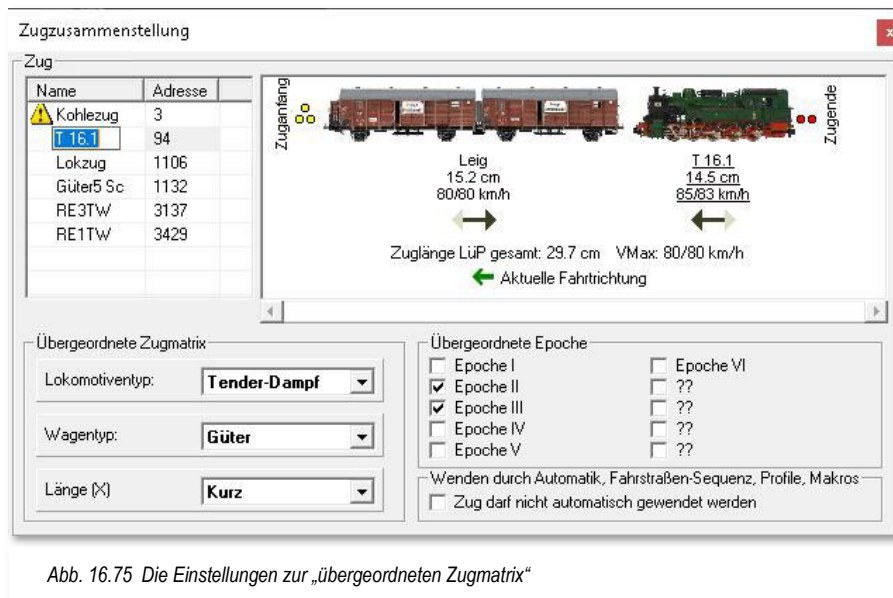 Zugzusammenstellung
Zug
Name Adresse
Kohlezug 3
T 16.1 94
Lokzug 1106
Güter5 Sc 1132
RE3TW 3137
RE1TW 3429
Zuganfang
Zugende
Leig T 16.1
15.2 cm 14.5 cm
80/80 km/h 85/83 km/h
Zuglänge LüP gesamt: 29.7 cm VMax: 80/80 km/h
Aktuelle Fahrtrichtung
Übergeordnete Zugmatrix
Lokomotiventyp: Tender-Dampf
Wagentyp: Güter
Länge (X) Kurz
Übergeordnete Epoche
Epoche I Epoche VI
Epoche II ??
Epoche III ??
Epoche IV ??
Epoche V ??
Wenden durch Automatik, Fahrstraßen-Sequenz, Profile, Makros
Zug darf nicht automatisch gewendet werden
Abb. 16.75 Die Einstellungen zur „übergeordneten Zugmatrix“